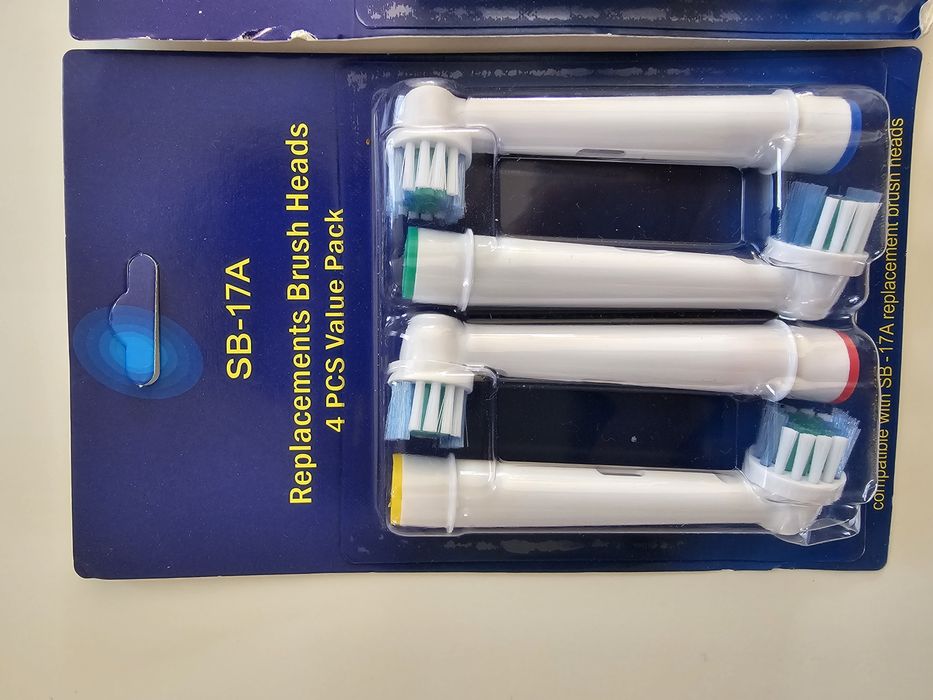 SB-17A
Replacements Brush Heads
4 PCS Value Pack
compatible with SB - 17A replacement brush heads